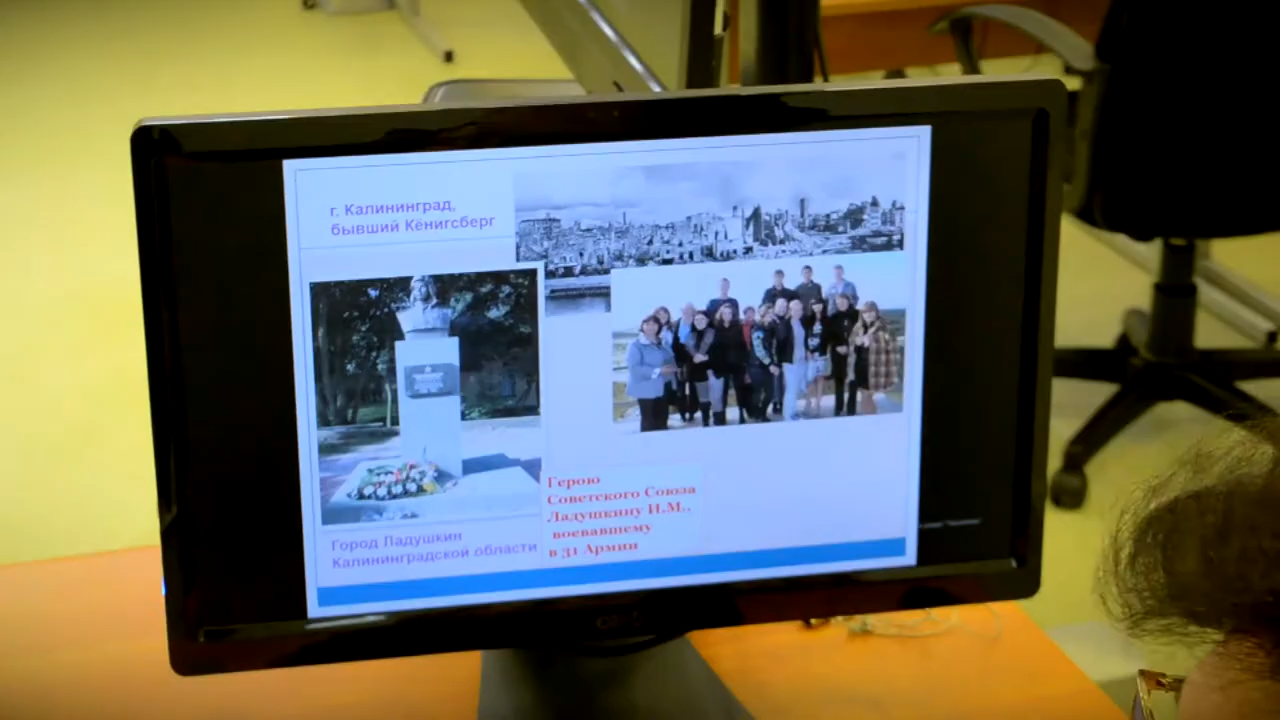 г. Калининград,
бывший Кёнигсберг
Герою
Советского Союза
Ладушкину И.М.,
воевавшему
в 31 Армии
Город Ладушкин
Калининградской области